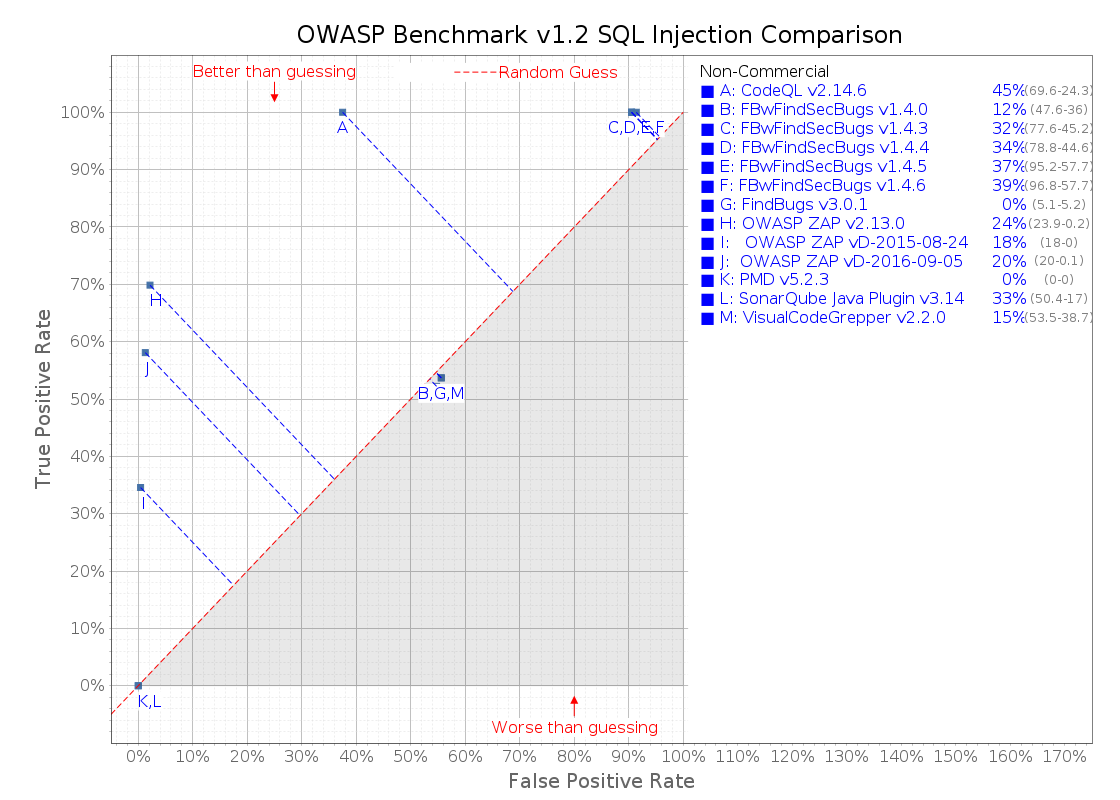 OWASP Benchmark v1.2 SQL Injection Comparison
Better than guessing
Random Guess
Non-Commercial
A: CodeQL v2.14.6 45% (69.6-24.3)
B: FBwFindSecBugs v1.4.0 12% (47.6-36)
C: FBwFindSecBugs v1.4.3 32% (77.6-45.2)
D: FBwFindSecBugs v1.4.4 34% (78.8-44.6)
E: FBwFindSecBugs v1.4.5 37% (95.2-57.7)
F: FBwFindSecBugs v1.4.6 39% (96.8-57.7)
G: FindBugs v3.0.1 0% (5.1-5.2)
H: OWASP ZAP v2.13.0 24% (23.9-0.2)
I: OWASP ZAP vD-2015-08-24 18% (18-0)
J: OWASP ZAP vD-2016-09-05 20% (20-0.1)
K: PMD v5.2.3 0% (0-0)
L: SonarQube Java Plugin v3.14 33% (50.4-17)
M: VisualCodeGrepper v2.2.0 15% (53.5-38.7)
True Positive Rate
100%
90%
80%
70%
60%
50%
40%
30%
20%
10%
0%
A
C,D,E,F
H
J
B,G,M
I
K,L
Worse than guessing
0% 10% 20% 30% 40% 50% 60% 70% 80% 90% 100% 110% 120% 130% 140% 150% 160% 170%
False Positive Rate